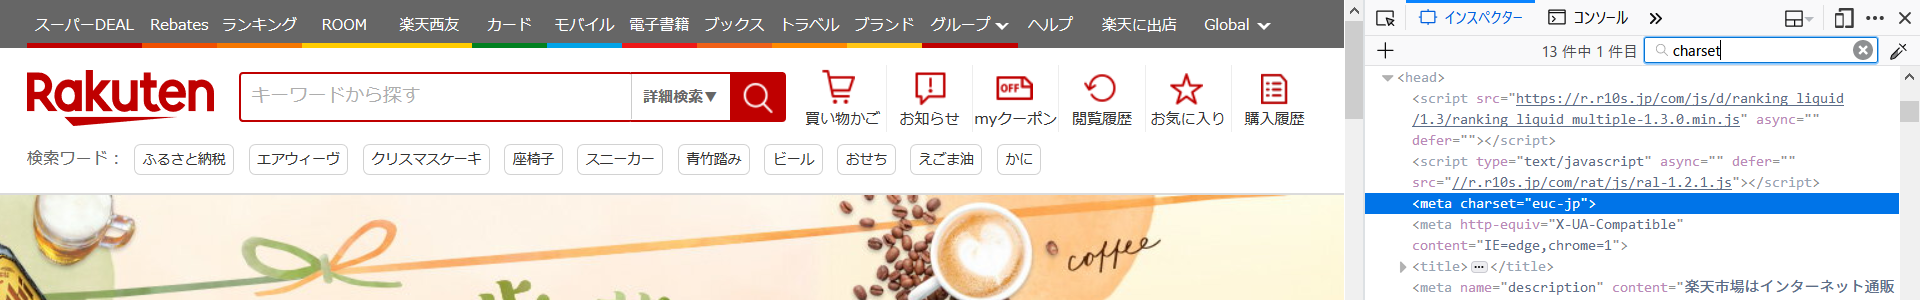 スーパーDEAL Rebates ランキング ROOM 楽天西友 カード モバイル 電子書籍 ブックス トラベル ブランド グループ ヘルプ 楽天に出店 Global
Rakuten
キーワードから探す 詳細検索▼
買い物かご お知らせ myクーポン 閲覧履歴 お気に入り 購入履歴
OFF
検索ワード： ふるさと納税 エアウィーヴ クリスマスケーキ 座椅子 スニーカー 青竹踏み ビール おせち えごま油 かに
coffee
インスペクター コンソール
13 件中 1 件目 charset
<head>
<script src="https://r.r10s.jp/com/js/d/ranking_liquid
/1.3/ranking_liquid_multiple-1.3.0.min.js" async=""
defer=""></script>
<script type="text/javascript" async="" defer=""
src="//r.r10s.jp/com/rat/js/ral-1.2.1.js"></script>
<meta charset="euc-jp">
<meta http-equiv="X-UA-Compatible"
content="IE=edge,chrome=1">
<title>…</title>
<meta name="description" content="楽天市場はインターネット通販